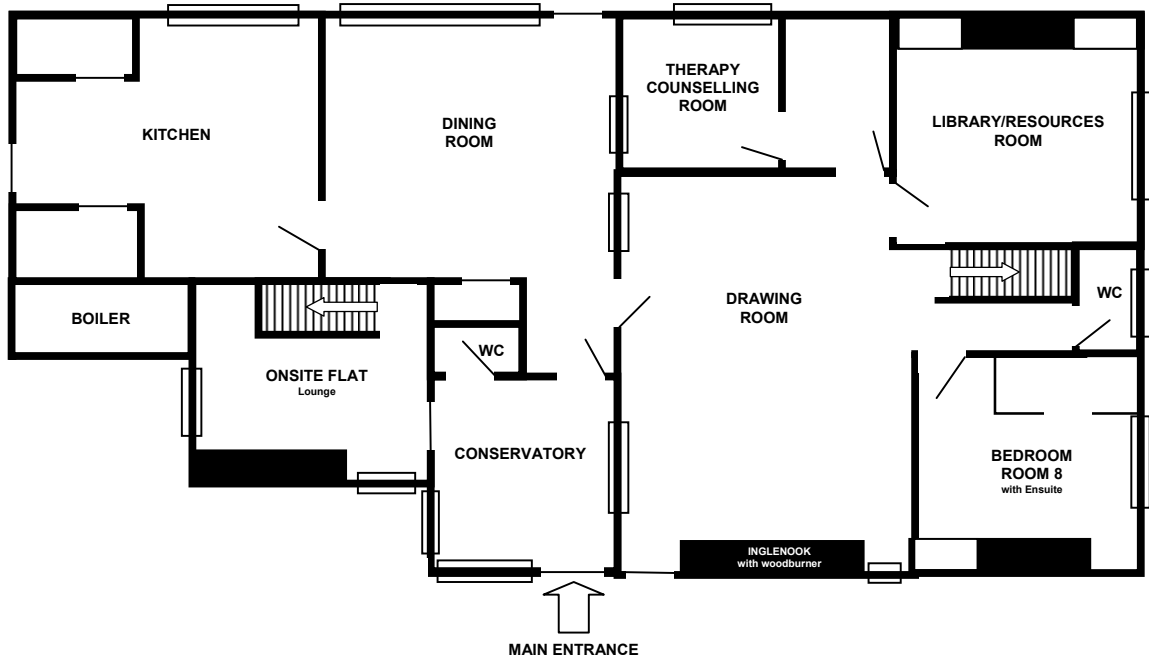 THERAPY
COUNSELLING
ROOM
KITCHEN
DINING
ROOM
LIBRARY/RESOURCES
ROOM
BOILER
DRAWING
ROOM
WC
WC
ONSITE FLAT
Lounge
CONSERVATORY
BEDROOM
ROOM 8
with Ensuite
INGLENOOK
with woodburner
MAIN ENTRANCE